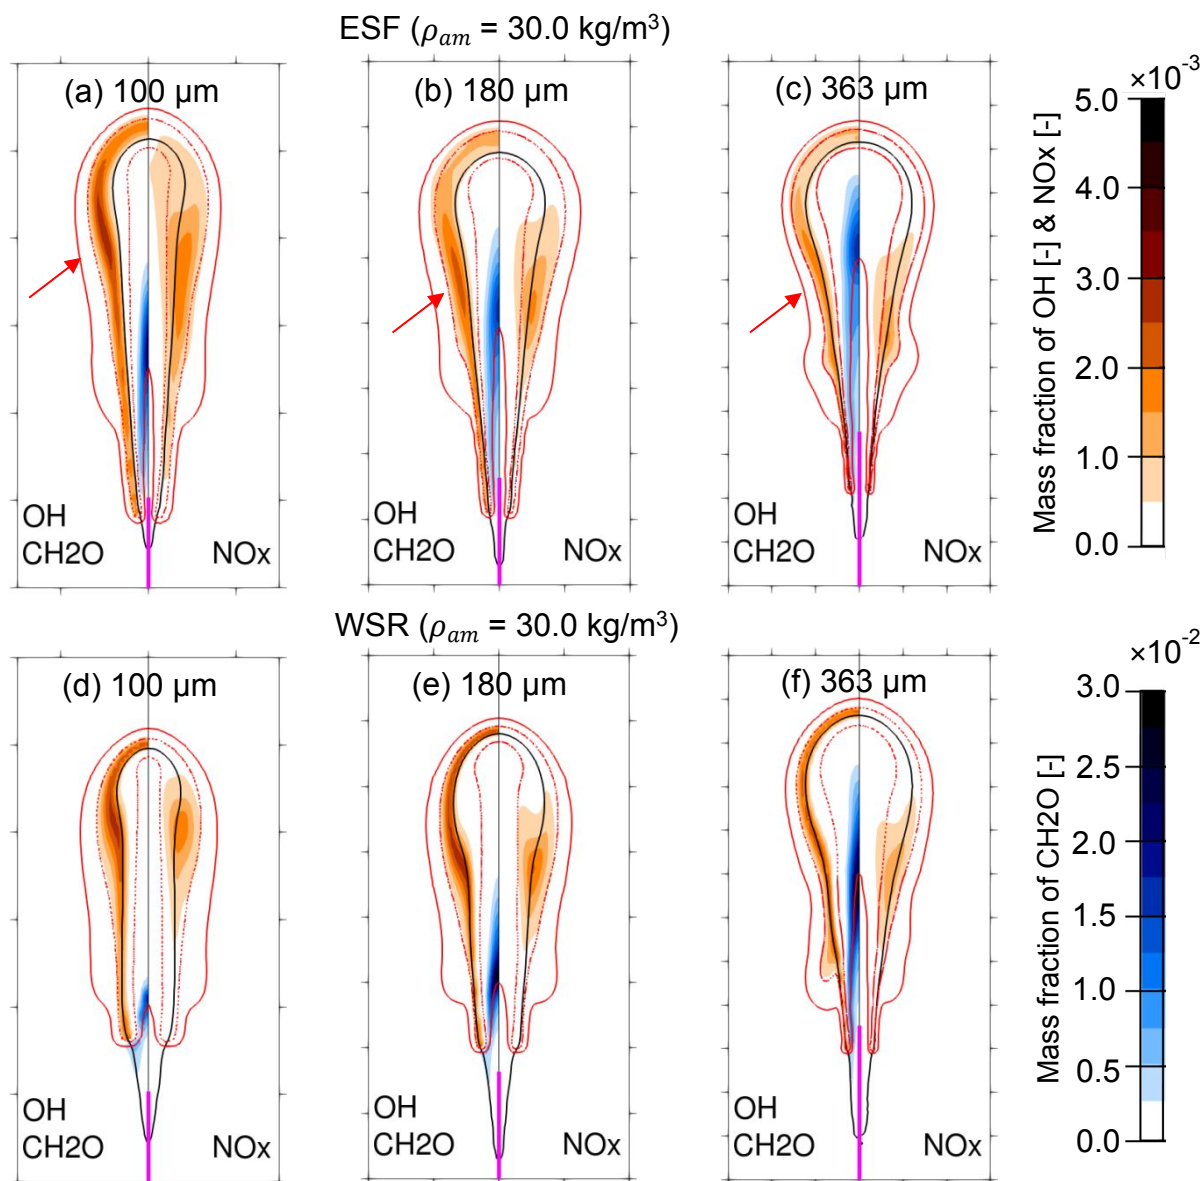 ESF (ρam = 30.0 kg/m³)
(a) 100 µm
(b) 180 µm
(c) 363 µm
×10⁻³
5.0
4.0
3.0
2.0
1.0
0.0
Mass fraction of OH [-] & NOx [-]
OH
CH2O
NOx
OH
CH2O
NOx
OH
CH2O
NOx
WSR (ρam = 30.0 kg/m³)
(d) 100 µm
(e) 180 µm
(f) 363 µm
×10⁻²
3.0
2.5
2.0
1.5
1.0
0.5
0.0
Mass fraction of CH2O [-]
OH
CH2O
NOx
OH
CH2O
NOx
OH
CH2O
NOx